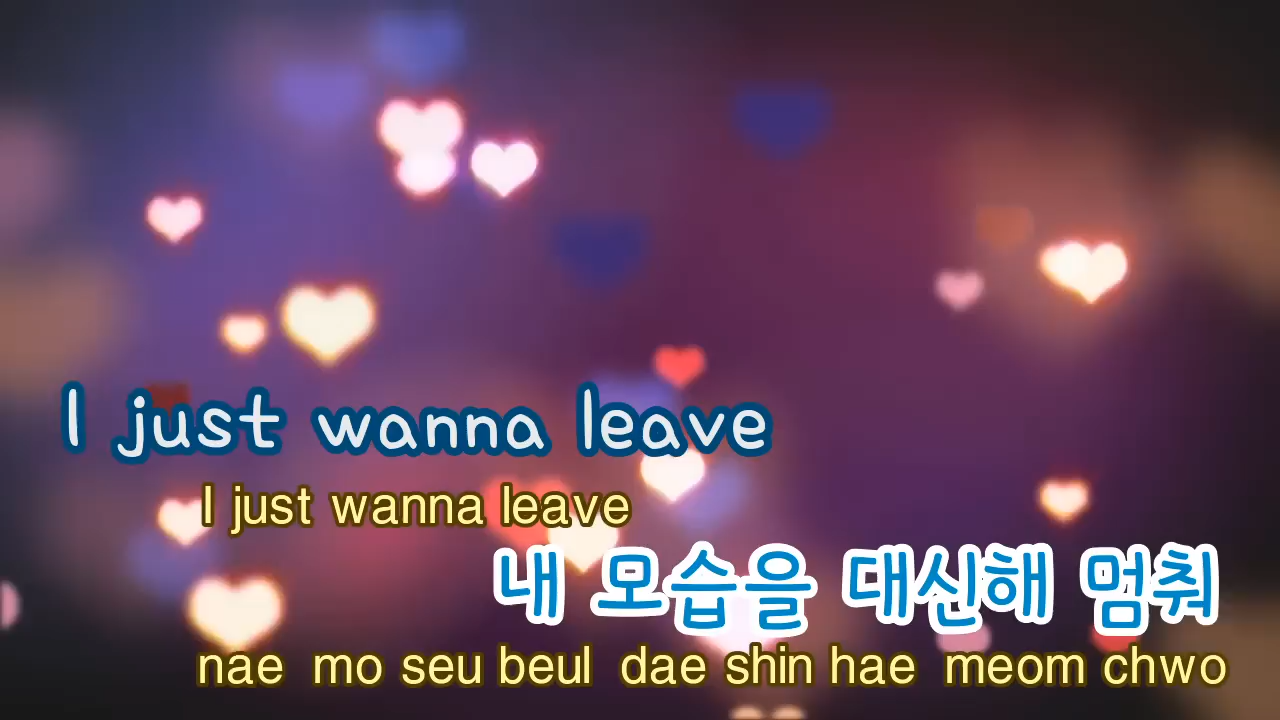 I just wanna leave
I just wanna leave
내 모습을 대신해 멈춰
nae mo seu beul dae shin hae meom chwo